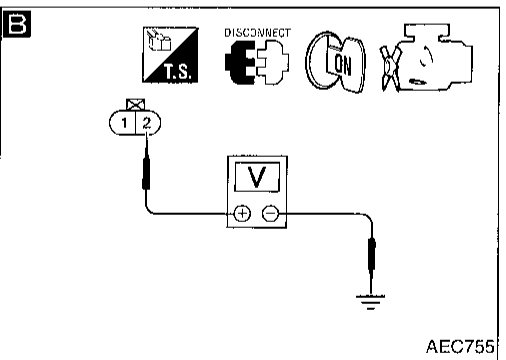 B
DISCONNECT
T.S.
ON
1 2
V
+ −
AEC755